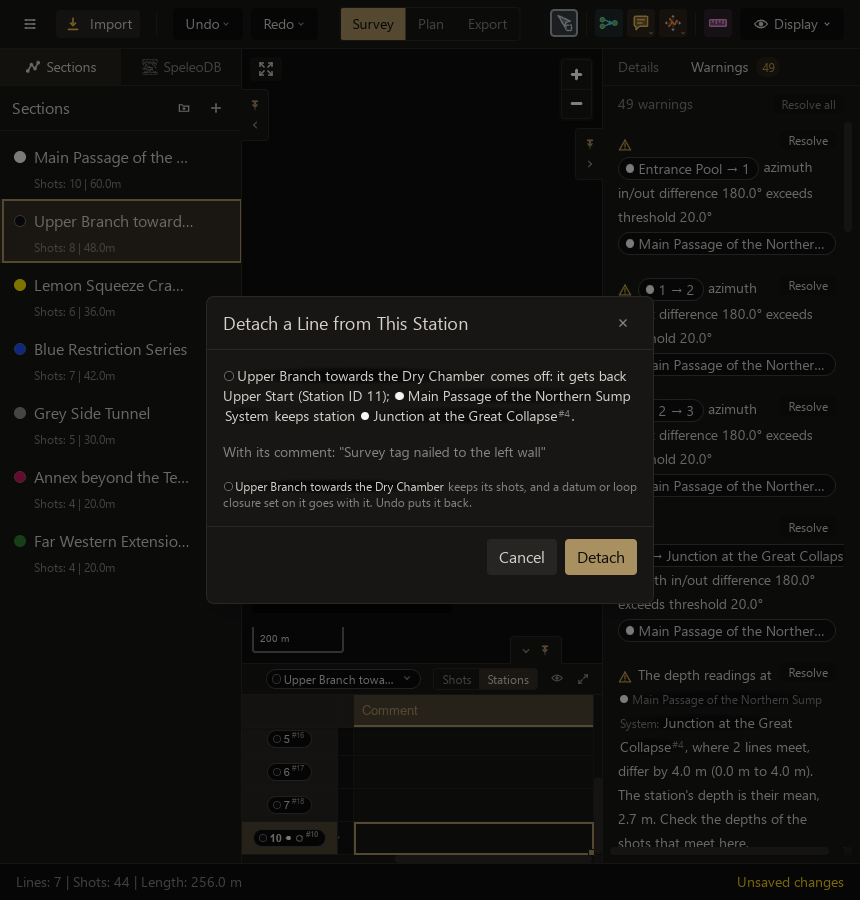 Import
Undo
Redo
Survey
Plan
Export
Display
Sections
SpeleoDB
Details
Warnings 49
Sections
49 warnings
Resolve all
Main Passage of the ...
Shots: 10 | 60.0m
Upper Branch toward...
Shots: 8 | 48.0m
Lemon Squeeze Cra...
Shots: 6 | 36.0m
Blue Restriction Series
Shots: 7 | 42.0m
Grey Side Tunnel
Shots: 5 | 30.0m
Annex beyond the Te...
Shots: 4 | 20.0m
Far Western Extensio...
Shots: 4 | 20.0m
Resolve
Entrance Pool → 1 azimuth
in/out difference 180.0° exceeds
threshold 20.0°
Main Passage of the Norther...
Resolve
1 → 2 azimuth
difference 180.0° exceeds
hold 20.0°
ain Passage of the Norther...
Resolve
2 → 3 azimuth
difference 180.0° exceeds
hold 20.0°
ain Passage of the Norther...
Resolve
→ Junction at the Great Collaps
th in/out difference 180.0°
exceeds threshold 20.0°
Main Passage of the Norther...
Resolve
The depth readings at
Main Passage of the Northern Sump
System: Junction at the Great
Collapse#4, where 2 lines meet,
differ by 4.0 m (0.0 m to 4.0 m).
The station's depth is their mean,
2.7 m. Check the depths of the
shots that meet here.
Detach a Line from This Station
×
Upper Branch towards the Dry Chamber comes off: it gets back
Upper Start (Station ID 11); Main Passage of the Northern Sump
System keeps station Junction at the Great Collapse#4.
With its comment: "Survey tag nailed to the left wall"
Upper Branch towards the Dry Chamber keeps its shots, and a datum or loop
closure set on it goes with it. Undo puts it back.
Cancel
Detach
200 m
Upper Branch towa...
Shots
Stations
Comment
5 #16
6 #17
7 #18
10 #10
Lines: 7 | Shots: 44 | Length: 256.0 m
Unsaved changes